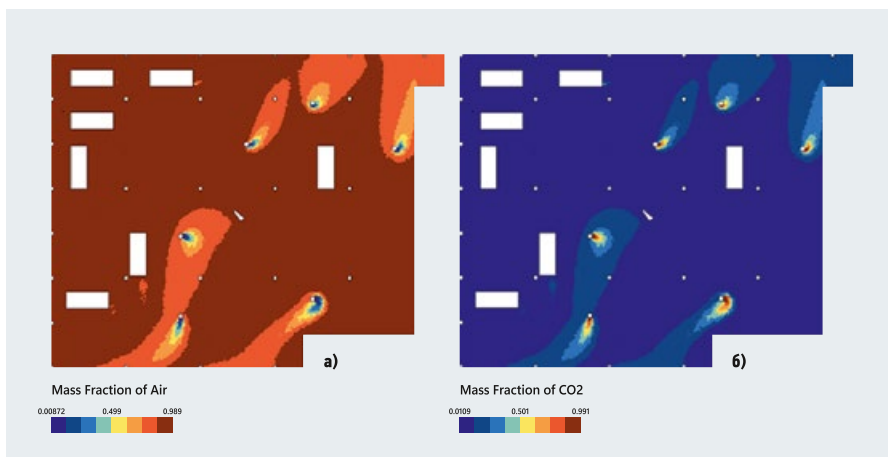 а)
б)
Mass Fraction of Air
0.00872 0.499 0.989
Mass Fraction of CO2
0.0109 0.501 0.991